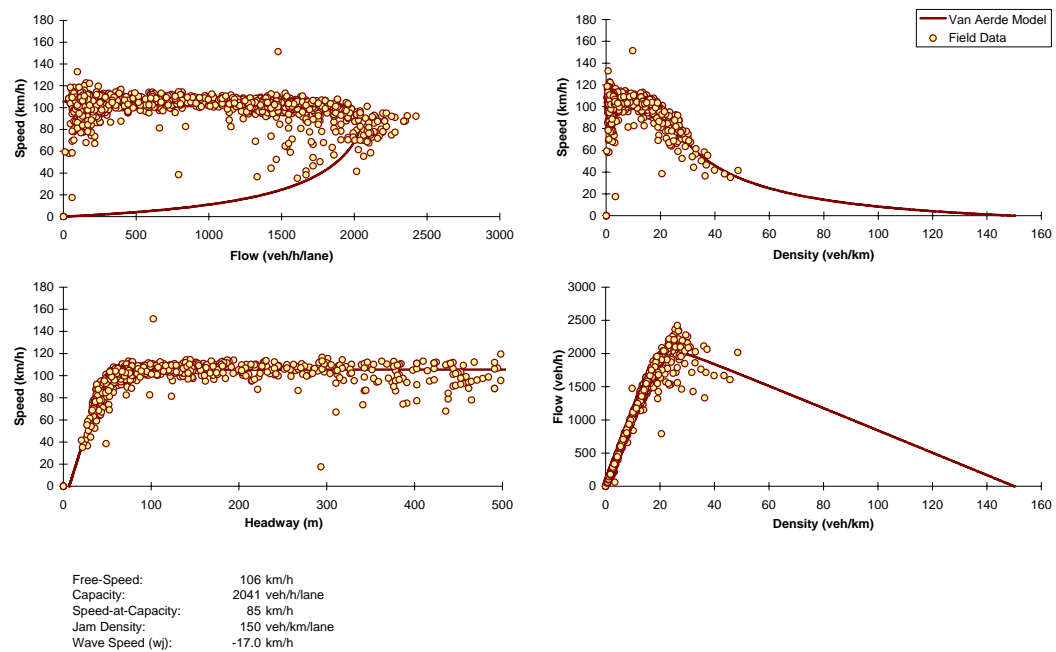 180
160
140
120
100
80
60
40
20
0
Speed (km/h)
0 500 1000 1500 2000 2500 3000
Flow (veh/h/lane)
180
160
140
120
100
80
60
40
20
0
Speed (km/h)
0 20 40 60 80 100 120 140 160
Density (veh/km)
Van Aerde Model
Field Data
180
160
140
120
100
80
60
40
20
0
Speed (km/h)
0 100 200 300 400 500
Headway (m)
3000
2500
2000
1500
1000
500
0
Flow (veh/h)
0 20 40 60 80 100 120 140 160
Density (veh/km)
Free-Speed: 106 km/h
Capacity: 2041 veh/h/lane
Speed-at-Capacity: 85 km/h
Jam Density: 150 veh/km/lane
Wave Speed (wj): -17.0 km/h